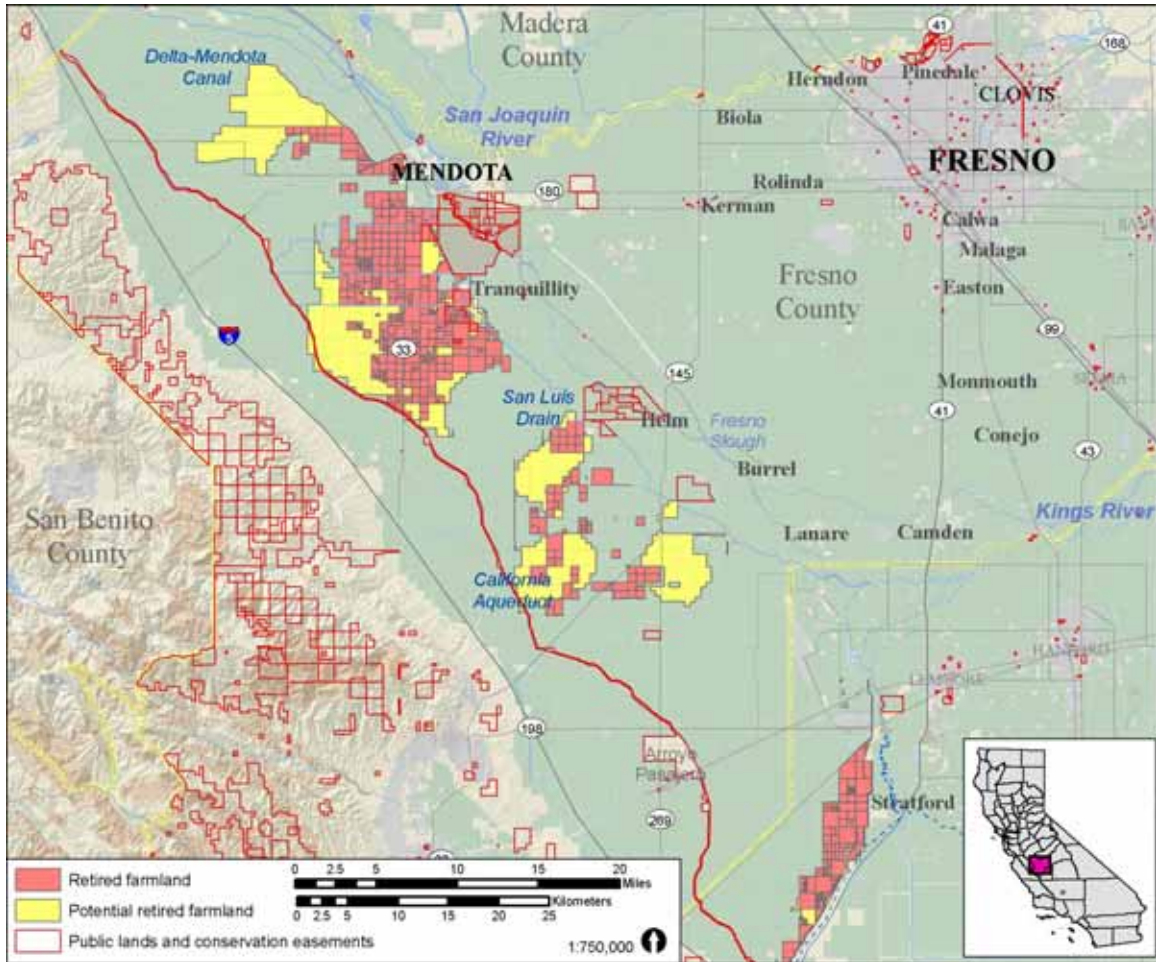 Madera
County
41
168
Delta-Mendota
Canal
Herndon
Pinedale
CLOVIS
San Joaquin
River
Biola
FRESNO
MENDOTA
180
Rolinda
Kerman
Calwa
Malaga
Fresno
County
Tranquillity
Easton
5
33
99
145
Monmouth
San Luis
Drain
Helm
41
Fresno
Slough
Conejo
43
Burrel
San Benito
County
Kings River
Lanare
Camden
California
Aqueduct
HANFORD
LEMOORE
198
Arroyo
Pasajero
Stratford
269
Retired farmland
Potential retired farmland
Public lands and conservation easements
0 2.5 5 10 15 20
Miles
Kilometers
0 2.5 5 10 15 20 25
1:750,000